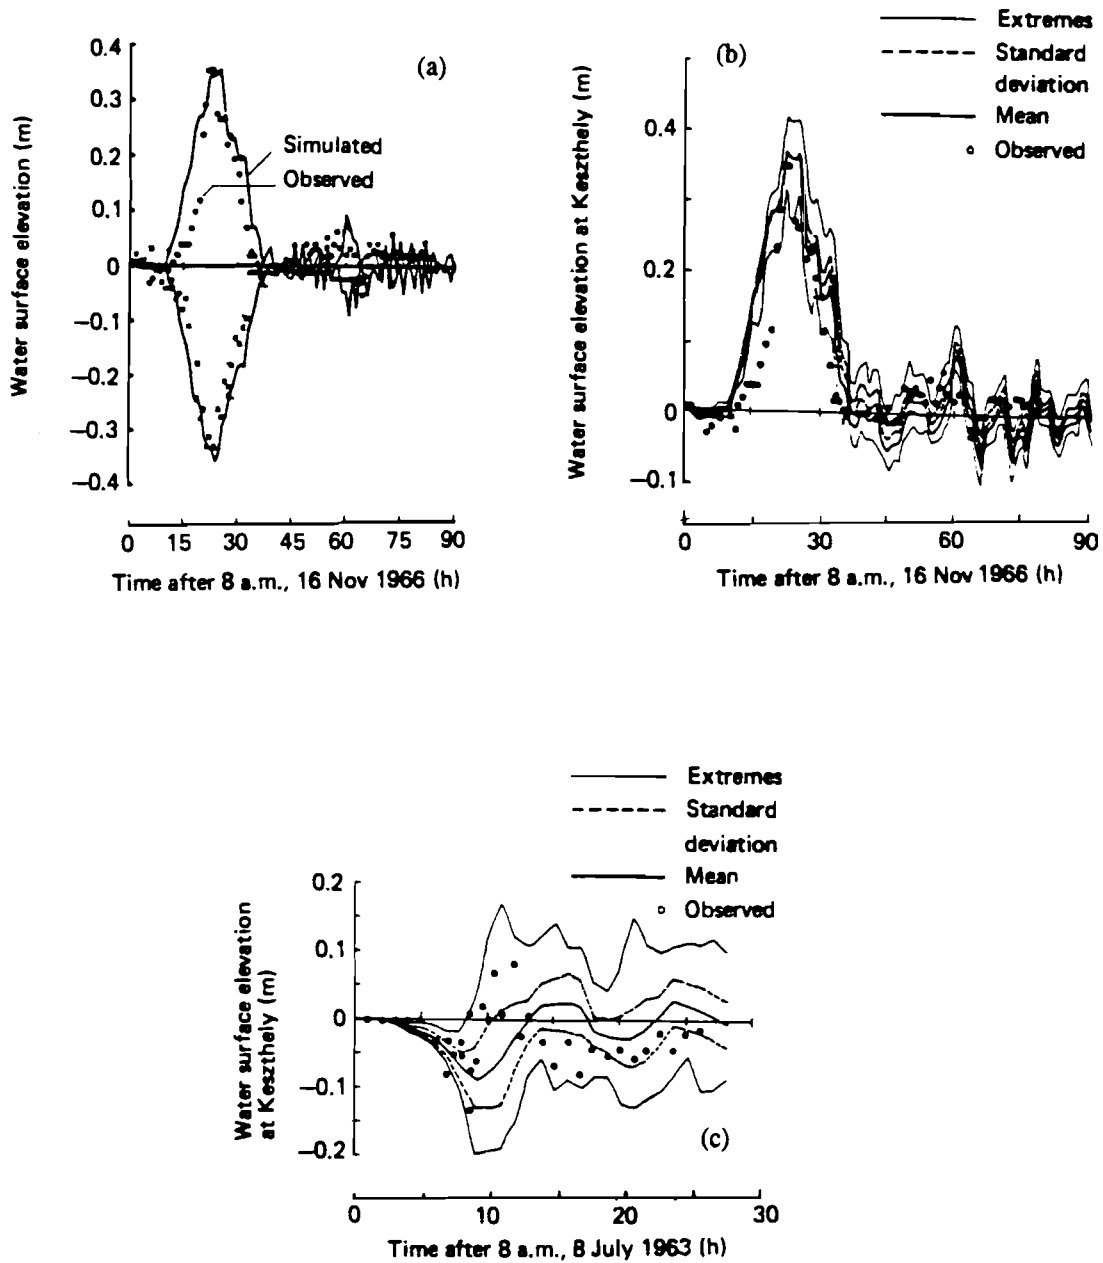 (a)
0.4
0.3
0.2
0.1
0
−0.1
−0.2
−0.3
−0.4
Water surface elevation (m)
Simulated
Observed
0 15 30 45 60 75 90
Time after 8 a.m., 16 Nov 1966 (h)
Extremes
Standard
deviation
Mean
Observed
(b)
0.4
0.2
0
−0.1
Water surface elevation at Keszthely (m)
0 30 60 90
Time after 8 a.m., 16 Nov 1966 (h)
Extremes
Standard
deviation
Mean
Observed
0.2
0.1
0
−0.1
−0.2
Water surface elevation
at Keszthely (m)
(c)
0 10 20 30
Time after 8 a.m., 8 July 1963 (h)